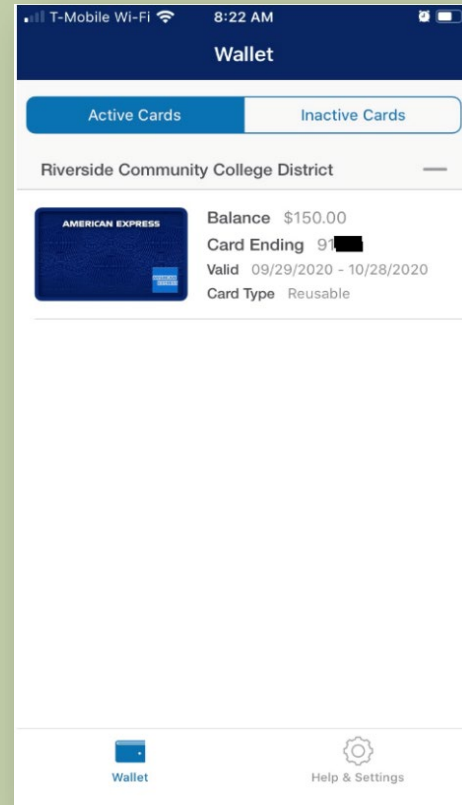 T-Mobile Wi-Fi 8:22 AM
Wallet
Active Cards Inactive Cards
Riverside Community College District
AMERICAN EXPRESS
Balance $150.00
Card Ending 91
Valid 09/29/2020 - 10/28/2020
Card Type Reusable
Wallet Help & Settings